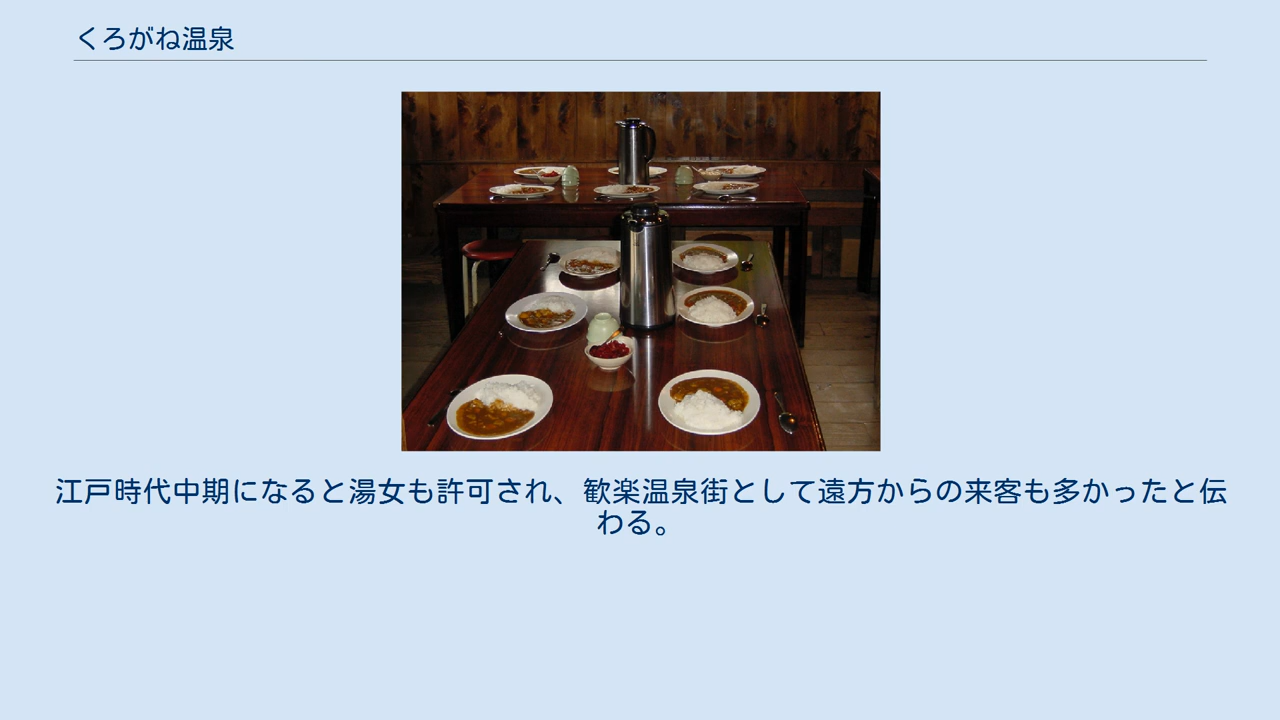 くろがね温泉
江戸時代中期になると湯女も許可され、歓楽温泉街として遠方からの来客も多かったと伝
わる。